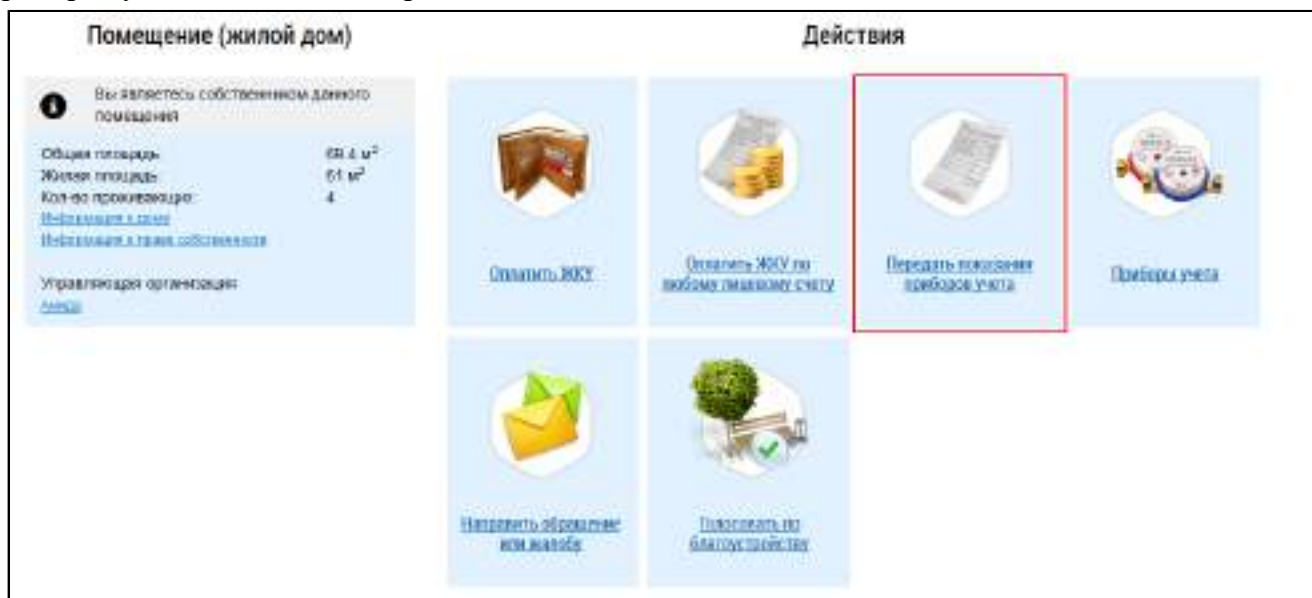 Помещение (жилой дом)
Действия
Вы являетесь собственником данного
помещения
Общая площадь: 69.4 м²
Жилая площадь: 61 м²
Кол-во проживающих: 4
Информация о доме
Информация о праве собственности
Управляющая организация:
Оплатить ЖКУ
Оплатить ЖКУ по
любому лицевому счету
Передать показания
приборов учета
Приборы учета
Направить обращение
или жалобу
Голосовать по
благоустройству